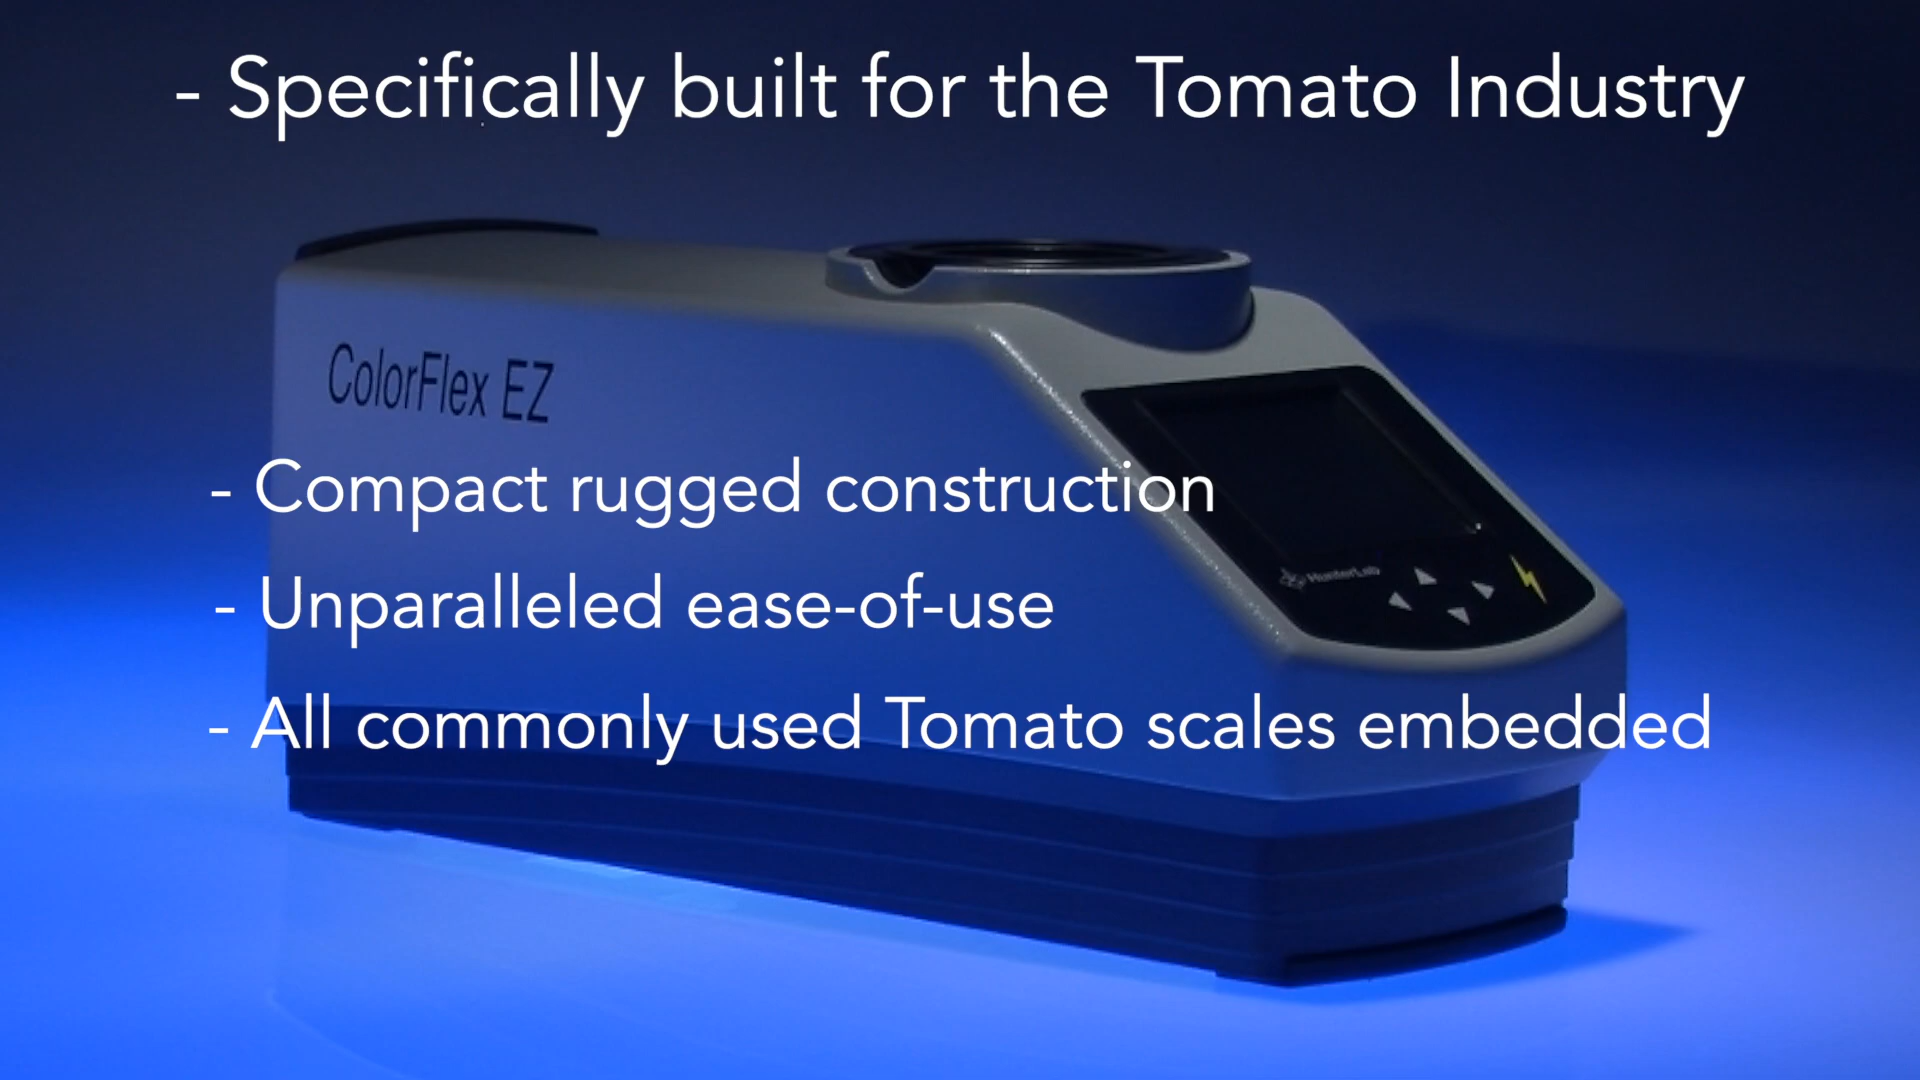 - Specifically built for the Tomato Industry
ColorFlex EZ
- Compact rugged construction
- Unparalleled ease-of-use
HunterLab
- All commonly used Tomato scales embedded